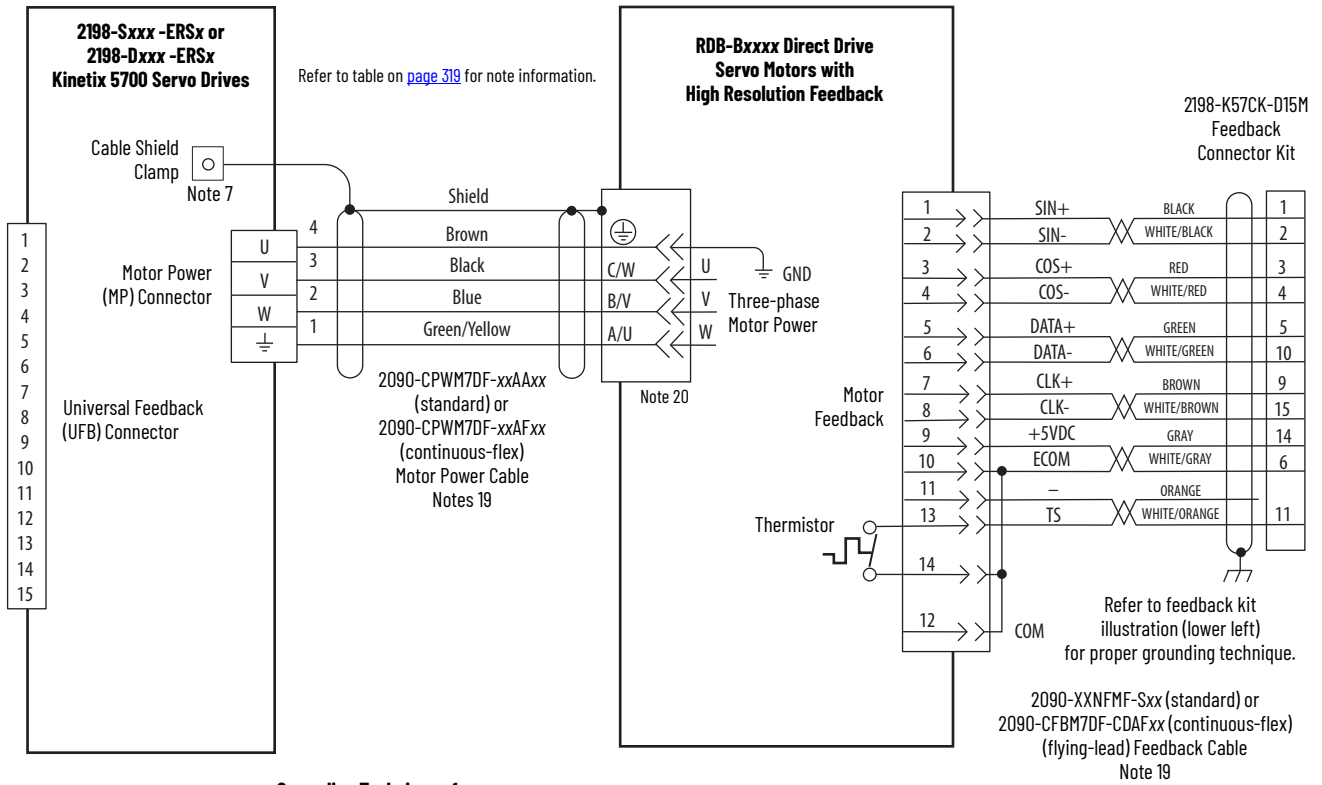 2198-Sxxx -ERSx or
2198-Dxxx -ERSx
Kinetix 5700 Servo Drives
Refer to table on page 319 for note information.
RDB-Bxxxx Direct Drive
Servo Motors with
High Resolution Feedback
2198-K57CK-D15M
Feedback
Connector Kit
Cable Shield
Clamp
Note 7
Motor Power
(MP) Connector
U
V
W
4
3
2
1
Shield
Brown
Black
Blue
Green/Yellow
C/W
B/V
A/U
U
V
W
GND
Three-phase
Motor Power
Note 20
2090-CPWM7DF-xxAAxx
(standard) or
2090-CPWM7DF-xxAFxx
(continuous-flex)
Motor Power Cable
Notes 19
1
2
3
4
5
6
7
8
9
10
11
12
13
14
15
Universal Feedback
(UFB) Connector
Motor
Feedback
Thermistor
1 SIN+ BLACK 1
2 SIN- WHITE/BLACK 2
3 COS+ RED 3
4 COS- WHITE/RED 4
5 DATA+ GREEN 5
6 DATA- WHITE/GREEN 10
7 CLK+ BROWN 9
8 CLK- WHITE/BROWN 15
9 +5VDC GRAY 14
10 ECOM WHITE/GRAY 6
11 – ORANGE
13 TS WHITE/ORANGE 11
14
12 COM
Refer to feedback kit
illustration (lower left)
for proper grounding technique.
2090-XXNFMF-Sxx (standard) or
2090-CFBM7DF-CDAFxx (continuous-flex)
(flying-lead) Feedback Cable
Note 19